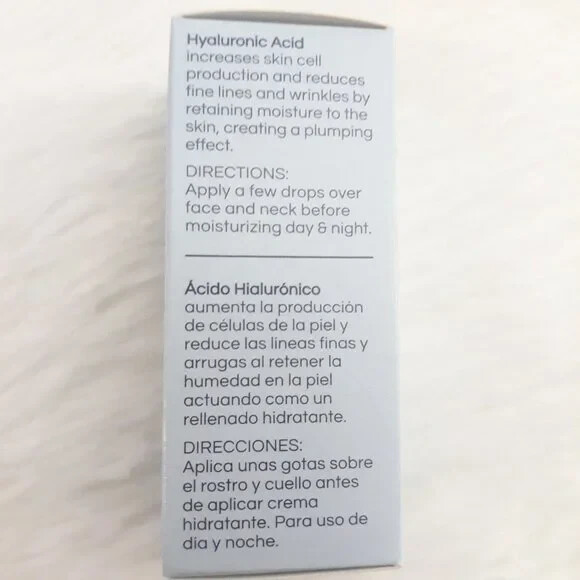 Hyaluronic Acid
increases skin cell
production and reduces
fine lines and wrinkles by
retaining moisture to the
skin, creating a plumping
effect.
DIRECTIONS:
Apply a few drops over
face and neck before
moisturizing day & night.
Ácido Hialurónico
aumenta la producción
de células de la piel y
reduce las lineas finas y
arrugas al retener la
humedad en la piel
actuando como un
rellenado hidratante.
DIRECCIONES:
Aplica unas gotas sobre
el rostro y cuello antes
de aplicar crema
hidratante. Para uso de
dia y noche.